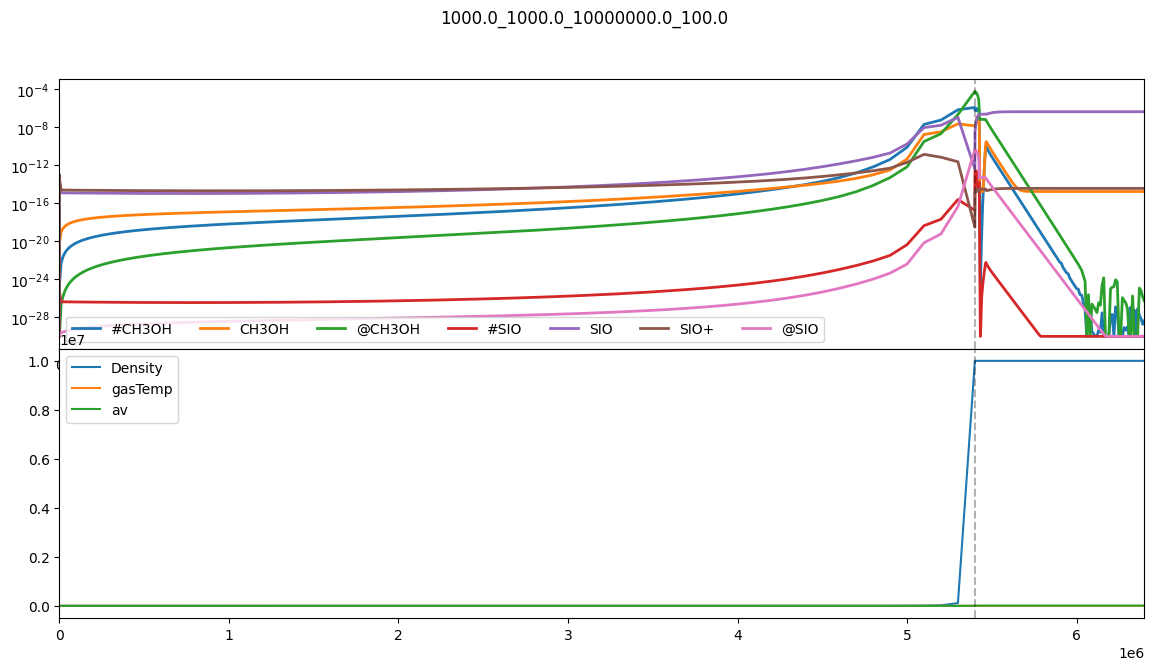 1000.0_1000.0_10000000.0_100.0
10⁻⁴
10⁻⁸
10⁻¹²
10⁻¹⁶
10⁻²⁰
10⁻²⁴
10⁻²⁸
#CH3OH CH3OH @CH3OH #SIO SIO SIO+ @SIO
1e7
1.0
0.8
0.6
0.4
0.2
0.0
Density
gasTemp
av
0 1 2 3 4 5 6
1e6